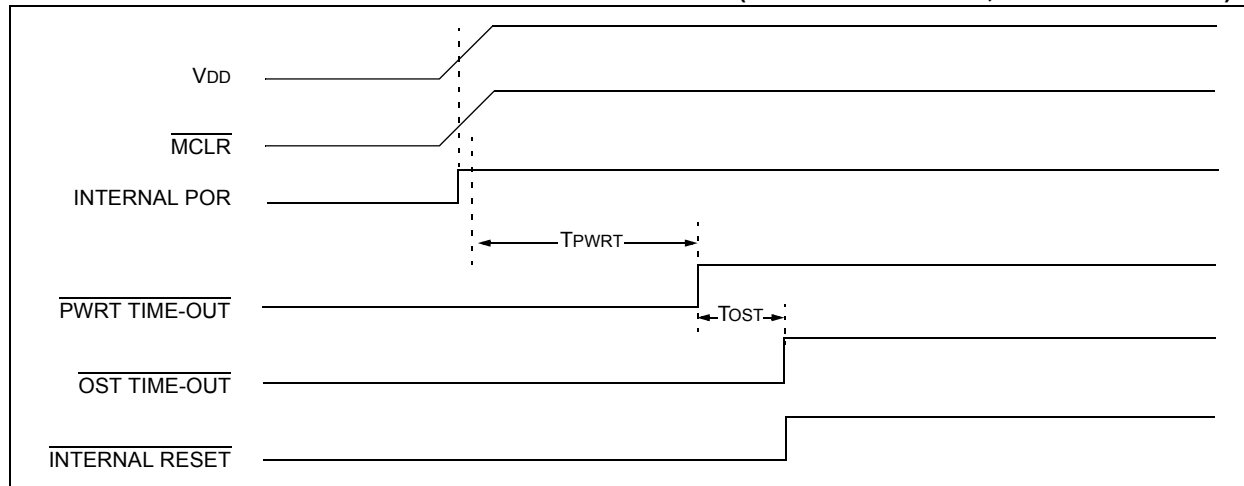 VDD
MCLR
INTERNAL POR
TPWRT
PWRT TIME-OUT
TOST
OST TIME-OUT
INTERNAL RESET